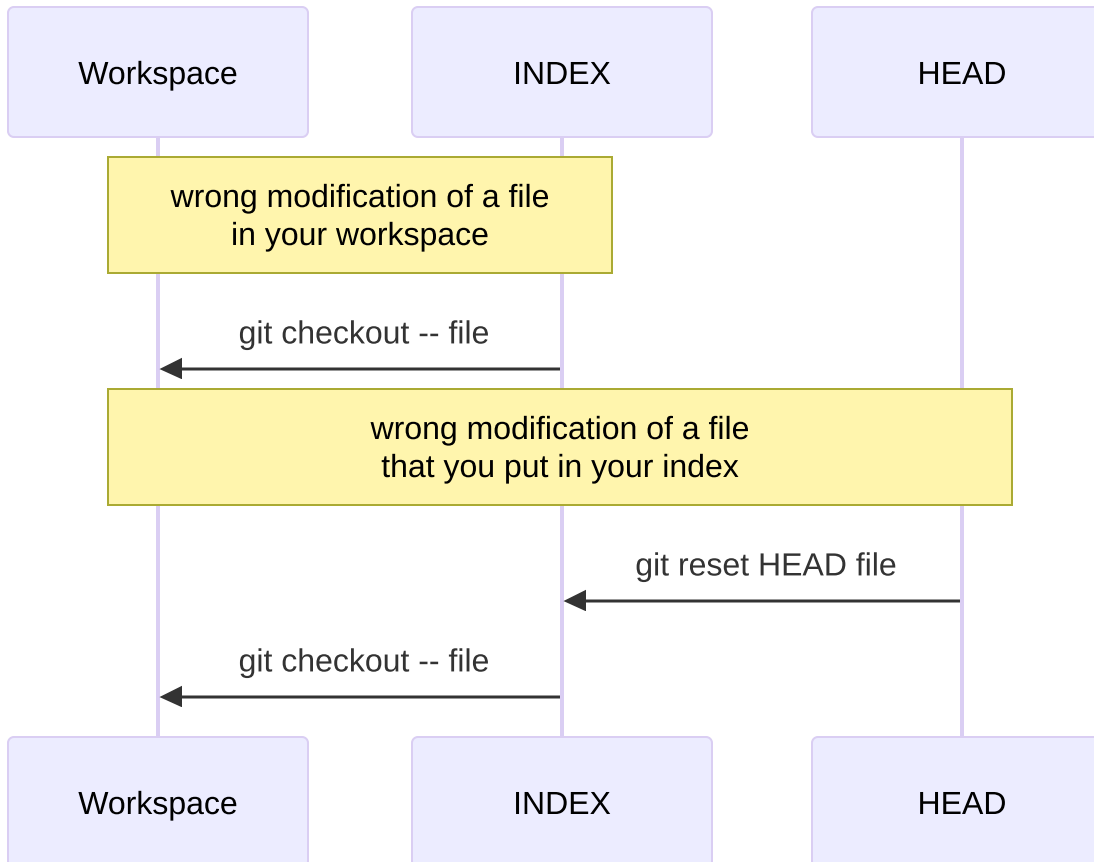 Workspace
INDEX
HEAD
wrong modification of a file
in your workspace
git checkout -- file
wrong modification of a file
that you put in your index
git reset HEAD file
git checkout -- file
Workspace
INDEX
HEAD